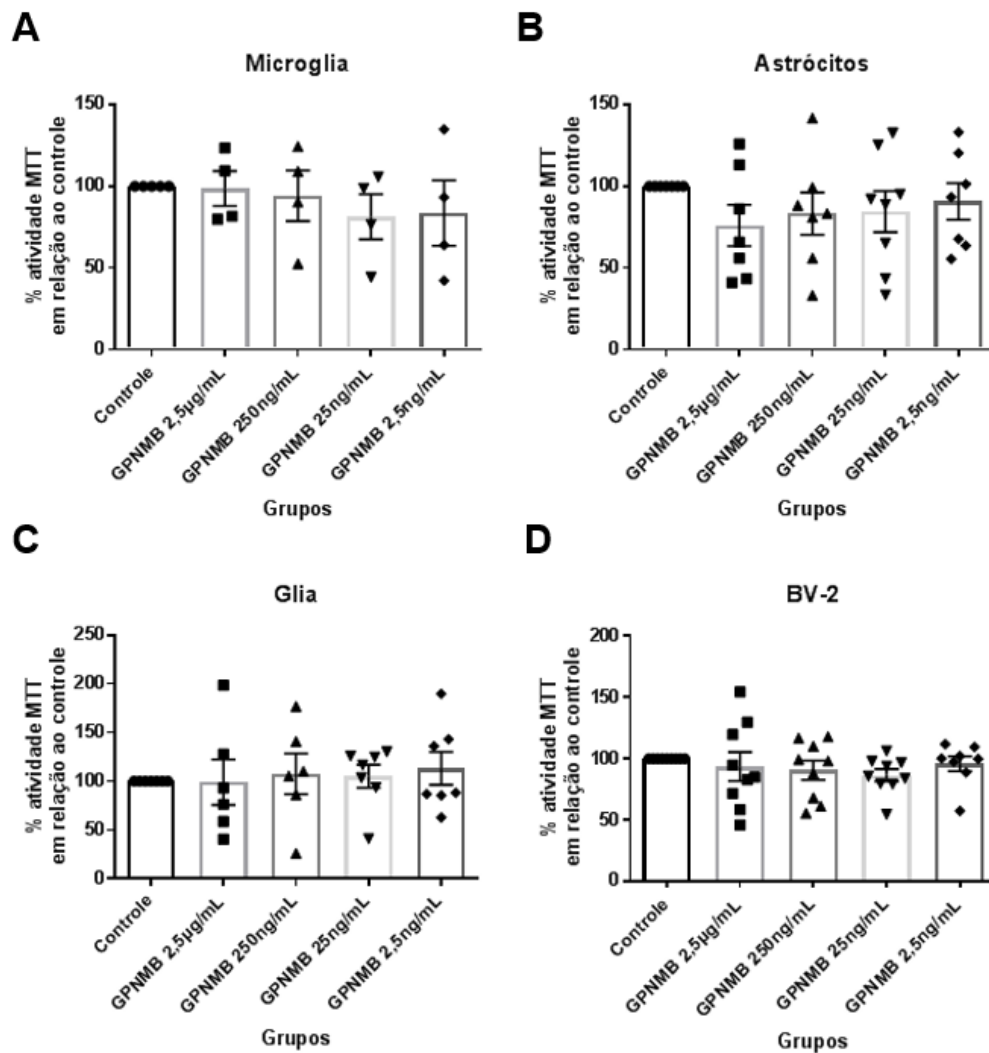 A
Microglia
% atividade MTT
em relação ao controle
150
100
50
0
Controle
GPNMB 2,5µg/mL
GPNMB 250ng/mL
GPNMB 25ng/mL
GPNMB 2,5ng/mL
Grupos
B
Astrócitos
% atividade MTT
em relação ao controle
150
100
50
0
Controle
GPNMB 2,5µg/mL
GPNMB 250ng/mL
GPNMB 25ng/mL
GPNMB 2,5ng/mL
Grupos
C
Glia
% atividade MTT
em relação ao controle
250
200
150
100
50
0
Controle
GPNMB 2,5µg/mL
GPNMB 250ng/mL
GPNMB 25ng/mL
GPNMB 2,5ng/mL
Grupos
D
BV-2
% atividade MTT
em relação ao controle
200
150
100
50
0
Controle
GPNMB 2,5µg/mL
GPNMB 250ng/mL
GPNMB 25ng/mL
GPNMB 2,5ng/mL
Grupos